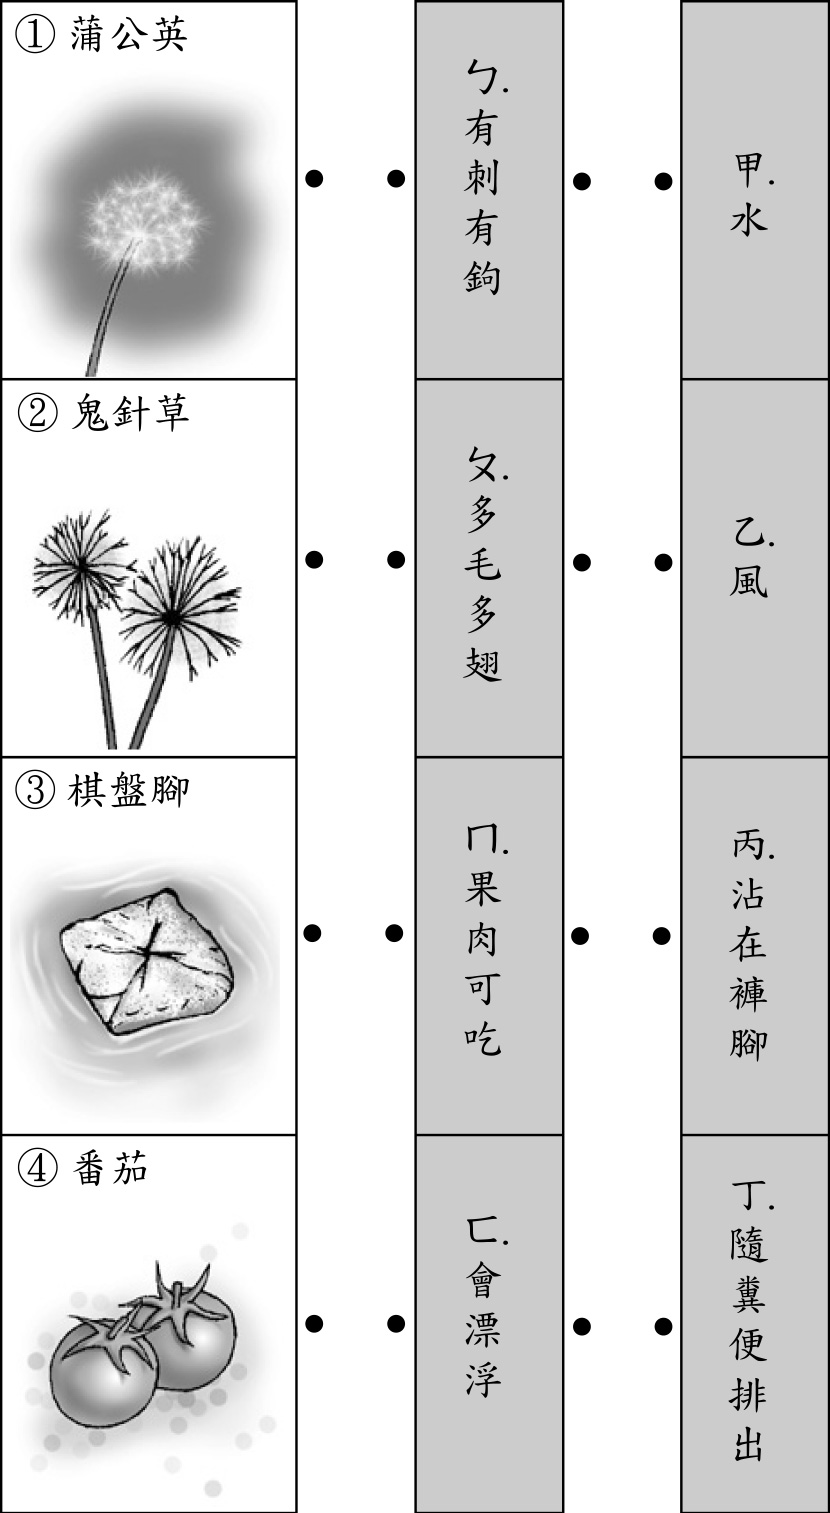 ① 蒲公英
ㄅ.有刺有鉤
甲.水
② 鬼針草
ㄆ.多毛多翅
乙.風
③ 棋盤腳
ㄇ.果肉可吃
丙.沾在褲腳
④ 番茄
ㄈ.會漂浮
丁.隨糞便排出